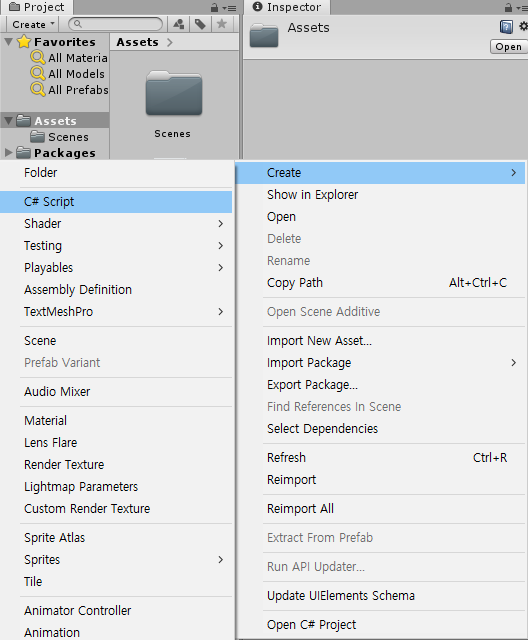 Project
Inspector
Create
Favorites
All Materia
All Models
All Prefabs
Assets
Scenes
Packages
Assets
Scenes
Assets
Open
Folder
C# Script
Shader
Testing
Playables
Assembly Definition
TextMeshPro
Scene
Prefab Variant
Audio Mixer
Material
Lens Flare
Render Texture
Lightmap Parameters
Custom Render Texture
Sprite Atlas
Sprites
Tile
Animator Controller
Animation
Create
Show in Explorer
Open
Delete
Rename
Copy Path Alt+Ctrl+C
Open Scene Additive
Import New Asset...
Import Package
Export Package...
Find References In Scene
Select Dependencies
Refresh Ctrl+R
Reimport
Reimport All
Extract From Prefab
Run API Updater...
Update UIElements Schema
Open C# Project